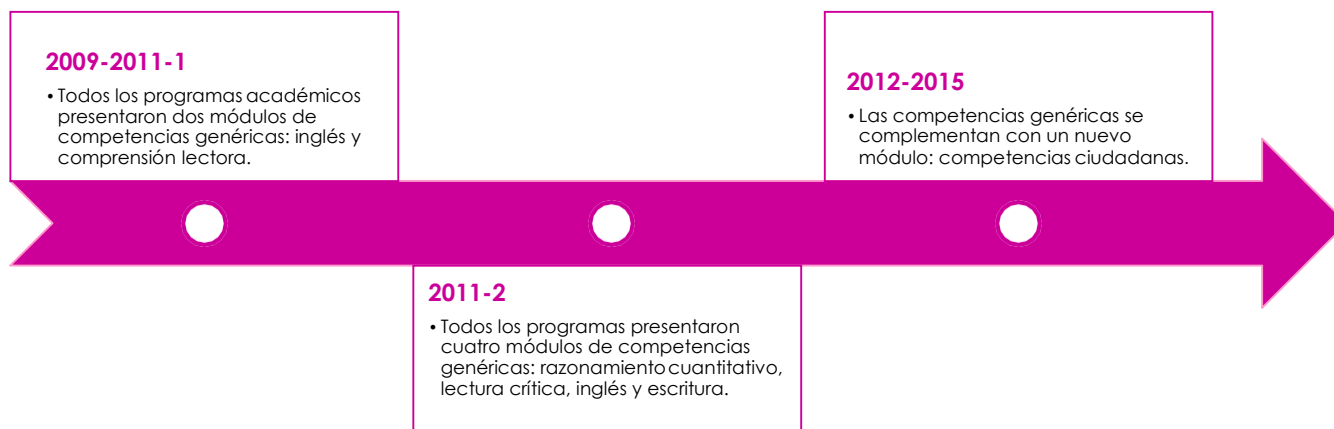 2009-2011-1
• Todos los programas académicos
presentaron dos módulos de
competencias genéricas: inglés y
comprensión lectora.
2011-2
• Todos los programas presentaron
cuatro módulos de competencias
genéricas: razonamiento cuantitativo,
lectura crítica, inglés y escritura.
2012-2015
• Las competencias genéricas se
complementan con un nuevo
módulo: competencias ciudadanas.